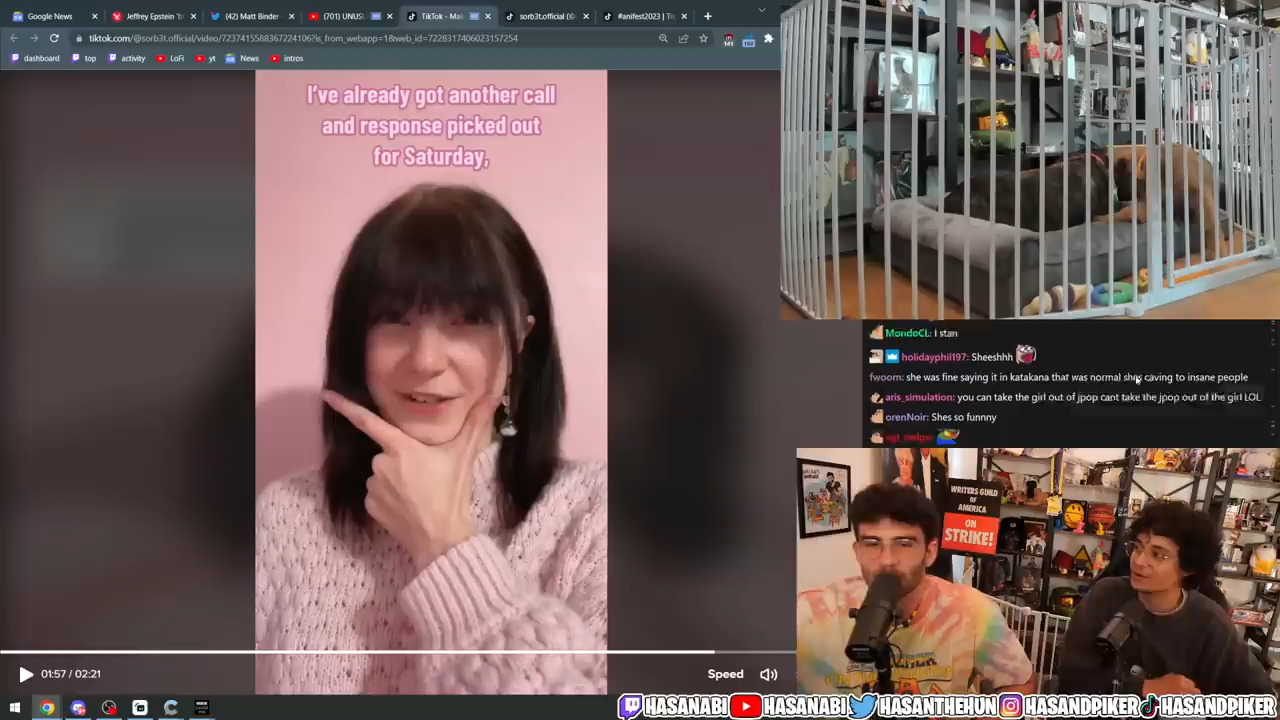 Google News
Jeffrey Epstein 'b
(42) Matt Binder
(701) UNUSU
TikTok - Mak
sorb3t.official (@
#anifest2023 | Ti
tiktok.com/@sorb3t.official/video/7237415588367224106?is_from_webapp=1&web_id=7228317406023157254
dashboard
top
activity
LoFi
yt
News
intros
I've already got another call
and response picked out
for Saturday,
MondoCL: I stan
holidayphil197: Sheeshhh
fwoom: she was fine saying it in katakana that was normal shes caving to insane people
aris_simulation: you can take the girl out of jpop cant take the jpop out of the girl LOL
orenNoir: Shes so funnny
WRITERS GUILD
OF
AMERICA
ON
STRIKE!
01:57 / 02:21
Speed
HASANABI
HASANABI
HASANTHEHUN
HASANDPIKER
HASANDPIKER